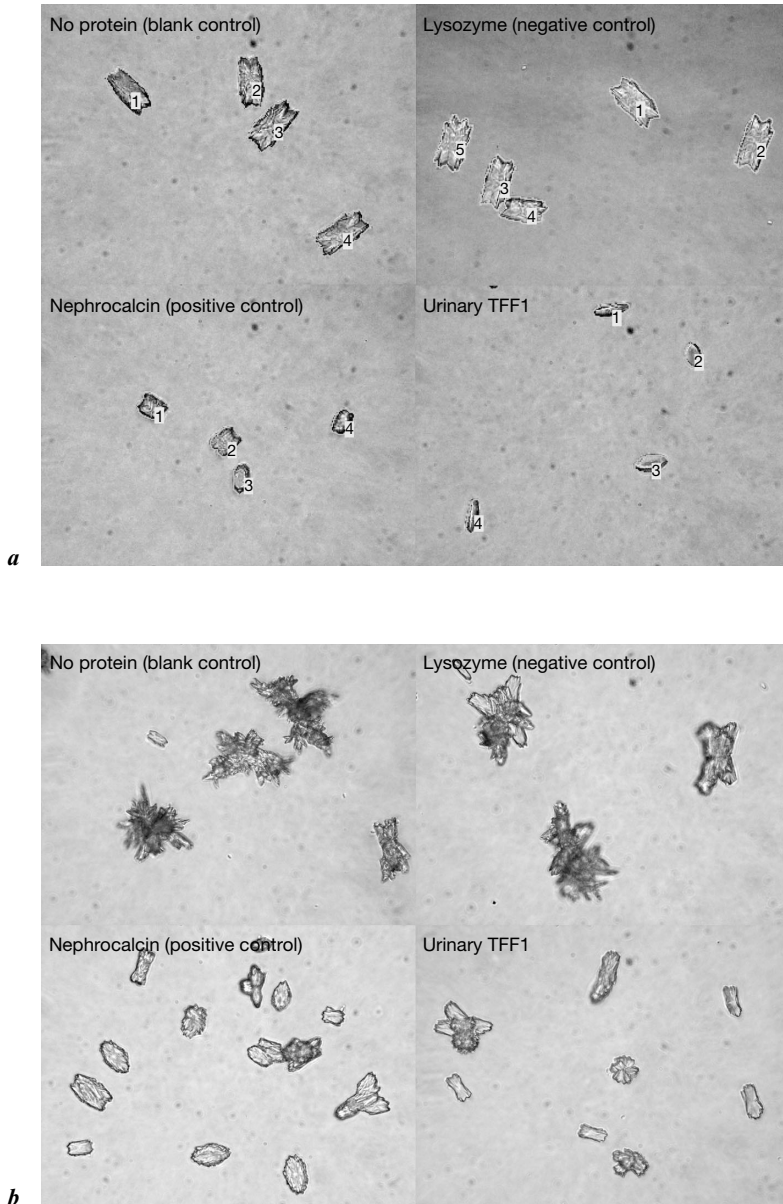 No protein (blank control)
Lysozyme (negative control)
1
2
3
4
1
2
3
4
5
Nephrocalcin (positive control)
Urinary TFF1
1
2
3
4
1
2
3
4
a
No protein (blank control)
Lysozyme (negative control)
Nephrocalcin (positive control)
Urinary TFF1
b